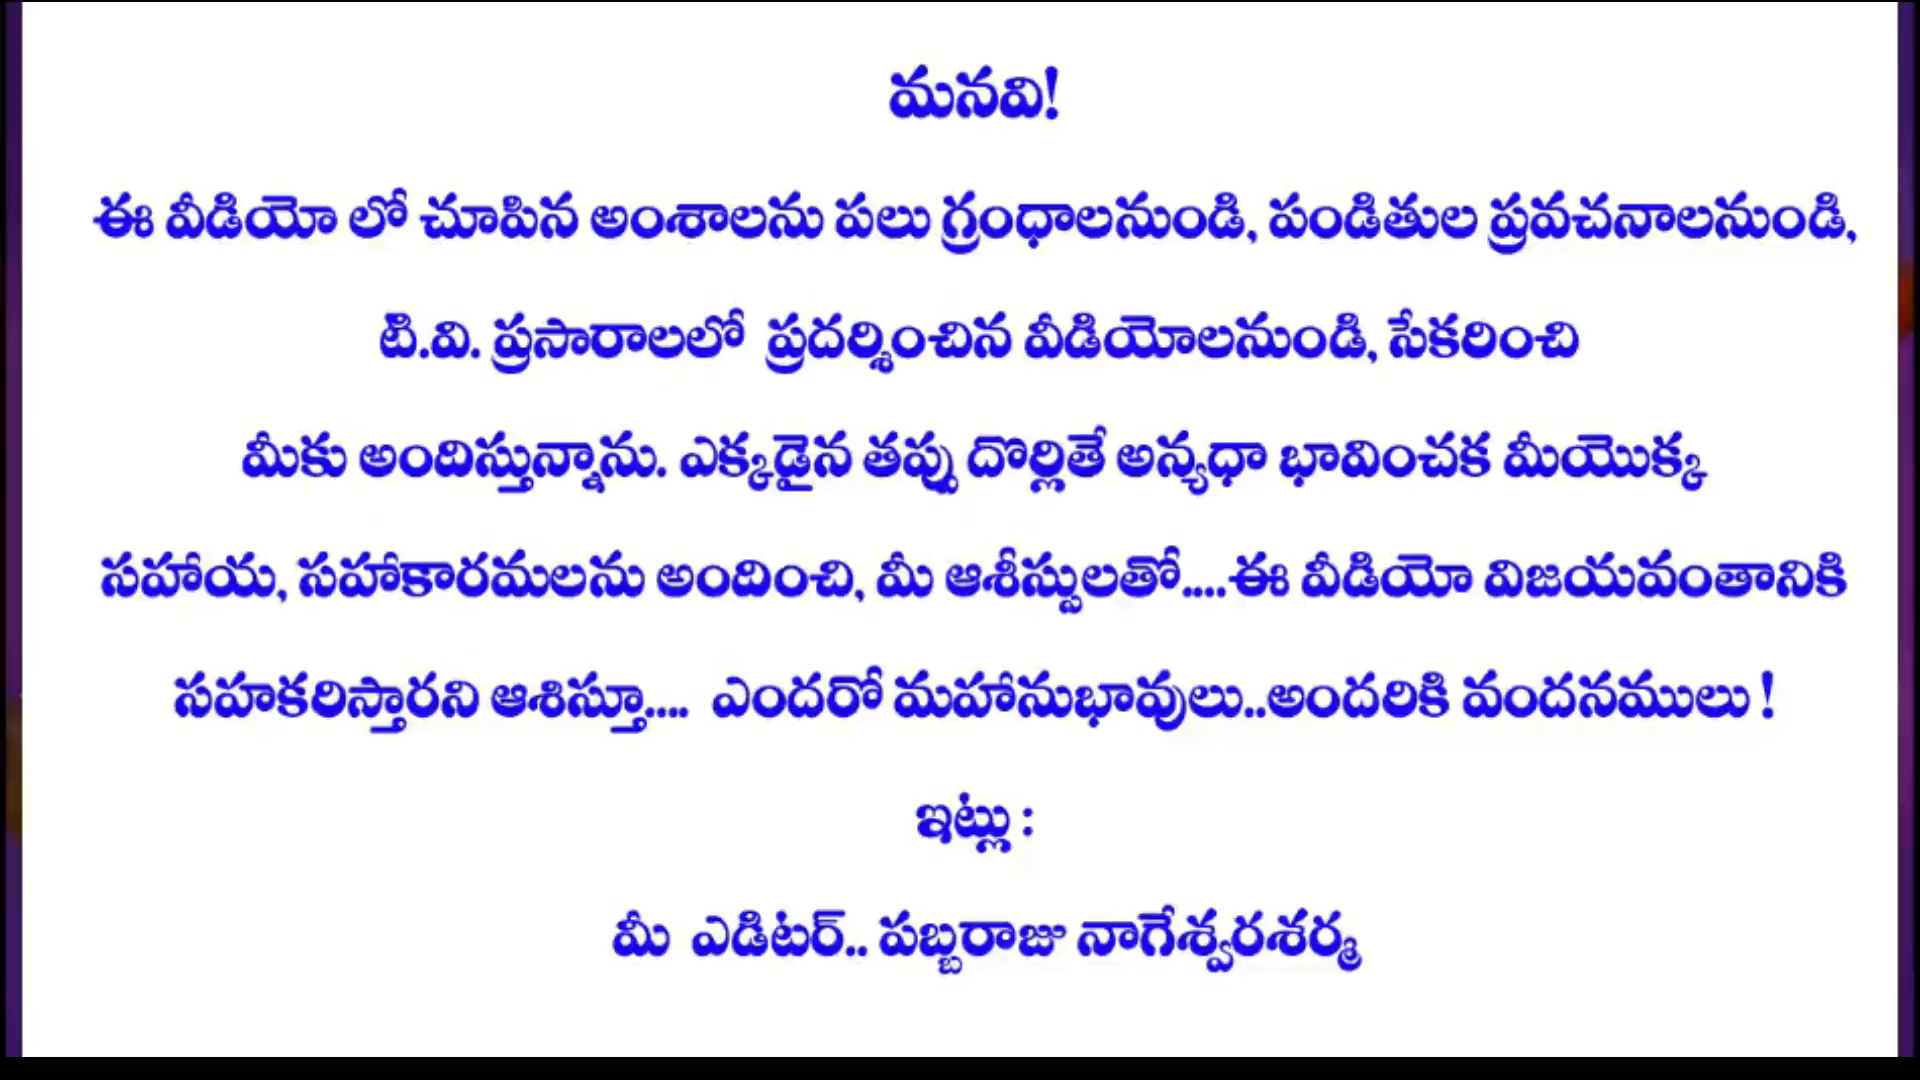 మనవి!
ఈ వీడియో లో చూపిన అంశాలను పలు గ్రంధాలనుండి, పండితుల ప్రవచనాలనుండి,
టి.వి. ప్రసారాలలో ప్రదర్శించిన వీడియోలనుండి, సేకరించి
మీకు అందిస్తున్నాను. ఎక్కడైన తప్పు దొర్లితే అన్యధా భావించక మీయొక్క
సహాయ, సహాకారమలను అందించి, మీ ఆశీస్సులతో....ఈ వీడియో విజయవంతానికి
సహకరిస్తారని ఆశిస్తూ.... ఎందరో మహానుభావులు..అందరికి వందనములు !
ఇట్లు :
మీ ఎడిటర్.. పబ్బరాజు నాగేశ్వరశర్మ